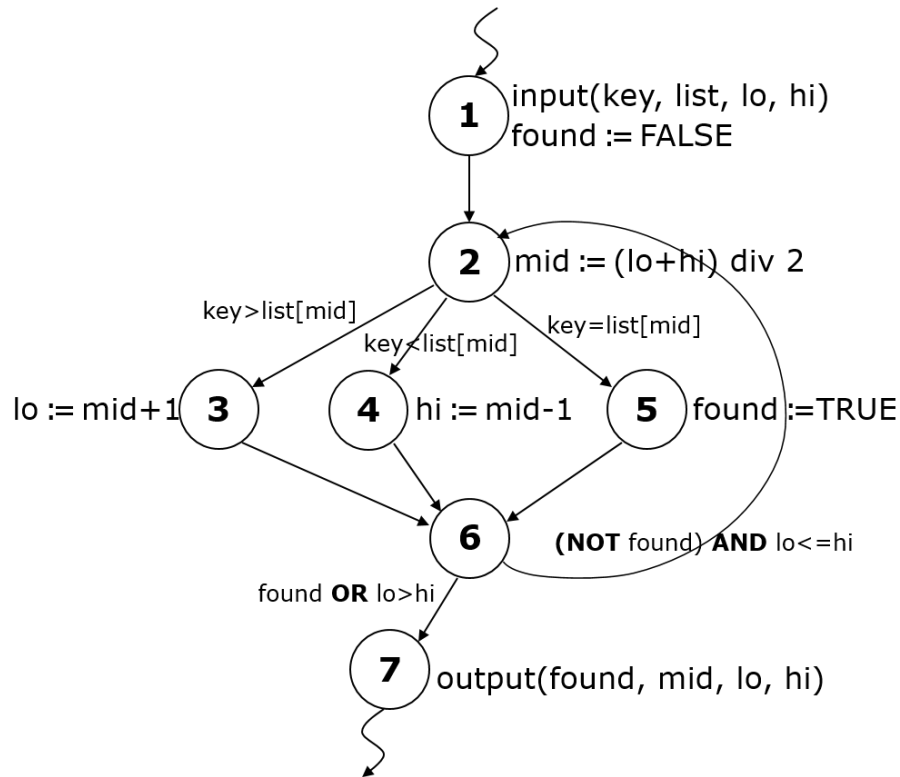 1
input(key, list, lo, hi)
found := FALSE
2
mid := (lo+hi) div 2
key>list[mid]
key<list[mid]
key=list[mid]
lo := mid+1
3
4
hi := mid-1
5
found :=TRUE
6
(NOT found) AND lo<=hi
found OR lo>hi
7
output(found, mid, lo, hi)